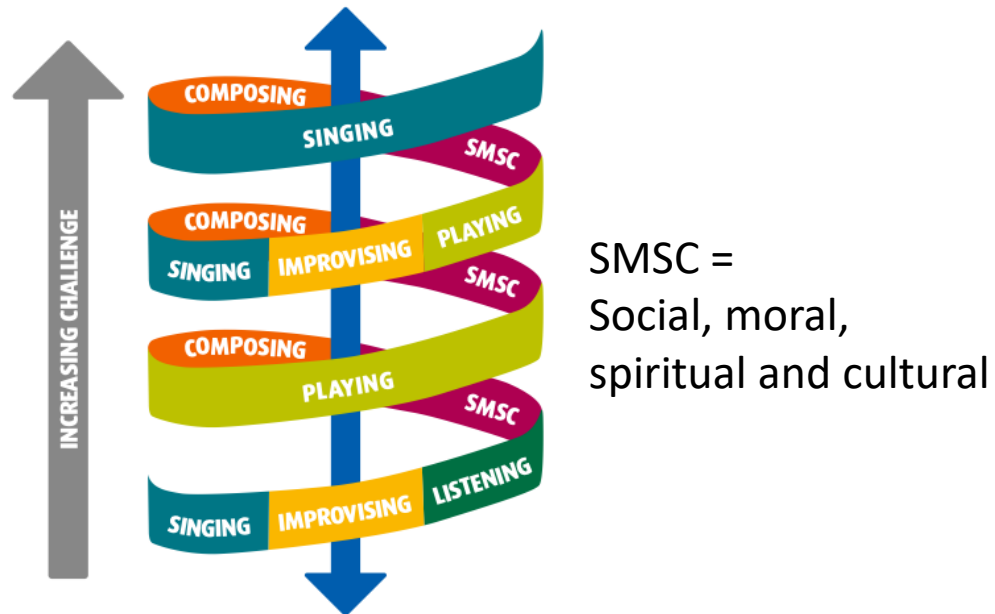 INCREASING CHALLENGE
COMPOSING
SINGING
SMSC
COMPOSING
SINGING
IMPROVISING
PLAYING
SMSC
COMPOSING
PLAYING
SMSC
SINGING
IMPROVISING
LISTENING
SMSC =
Social, moral,
spiritual and cultural